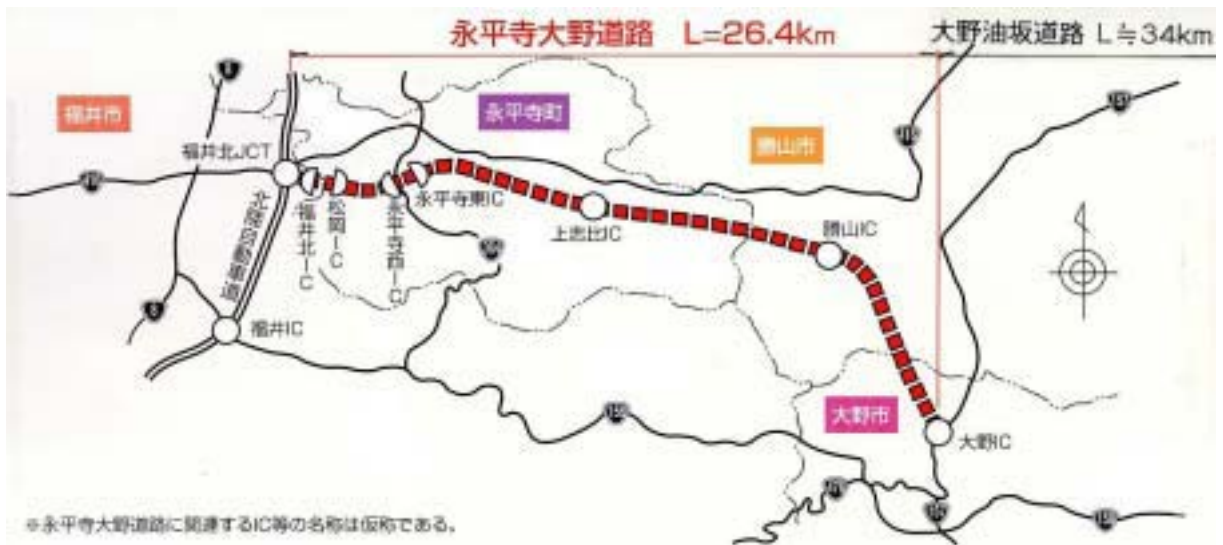 永平寺大野道路 L=26.4km
大野油坂道路 L≒34km
福井市
永平寺町
勝山市
福井北JCT
福井北IC
松岡IC
永平寺西IC
永平寺東IC
上志比IC
勝山IC
北陸自動車道
福井IC
大野市
大野IC
8
8
※永平寺大野道路に関連するIC等の名称は仮称である。